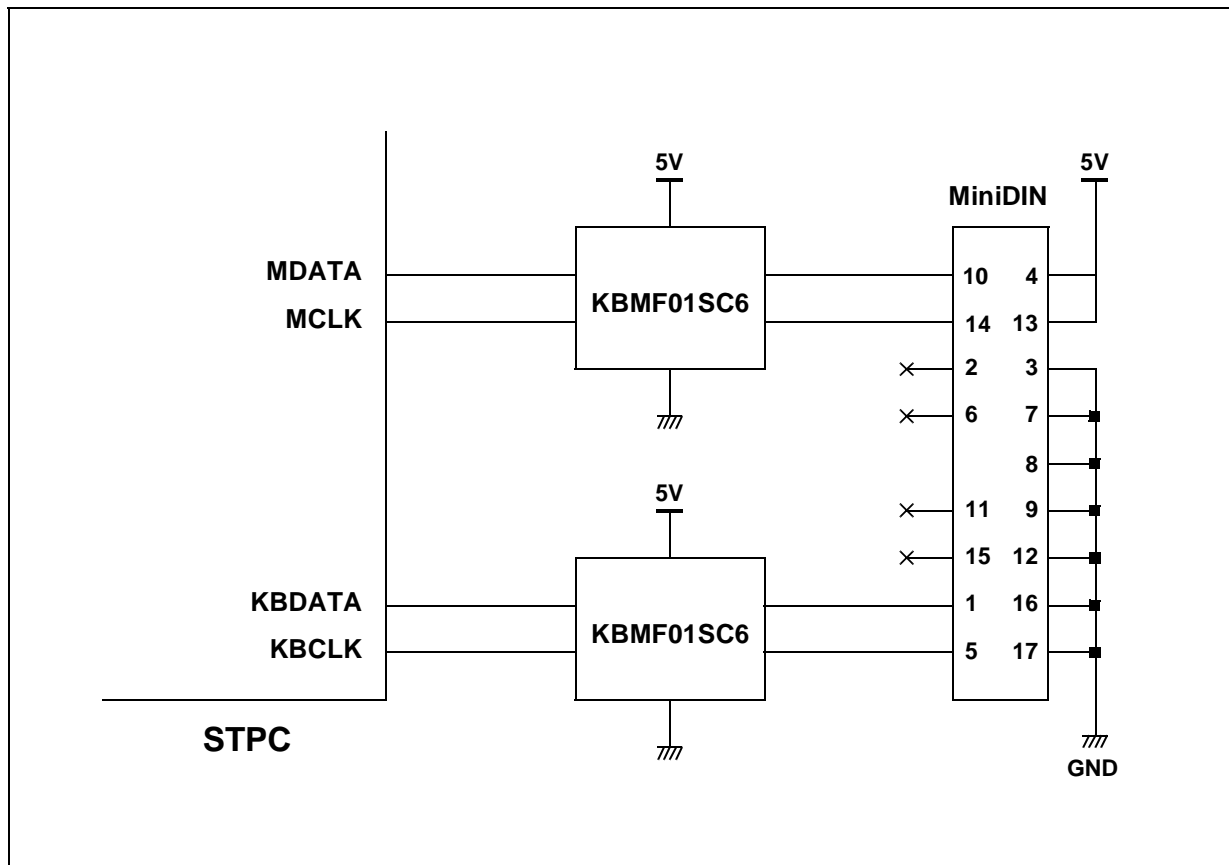 5V 5V
MiniDIN
MDATA KBMF01SC6 10 4
MCLK 14 13
2 3
6 7
8
5V 11 9
15 12
KBDATA KBMF01SC6 1 16
KBCLK 5 17
STPC
GND